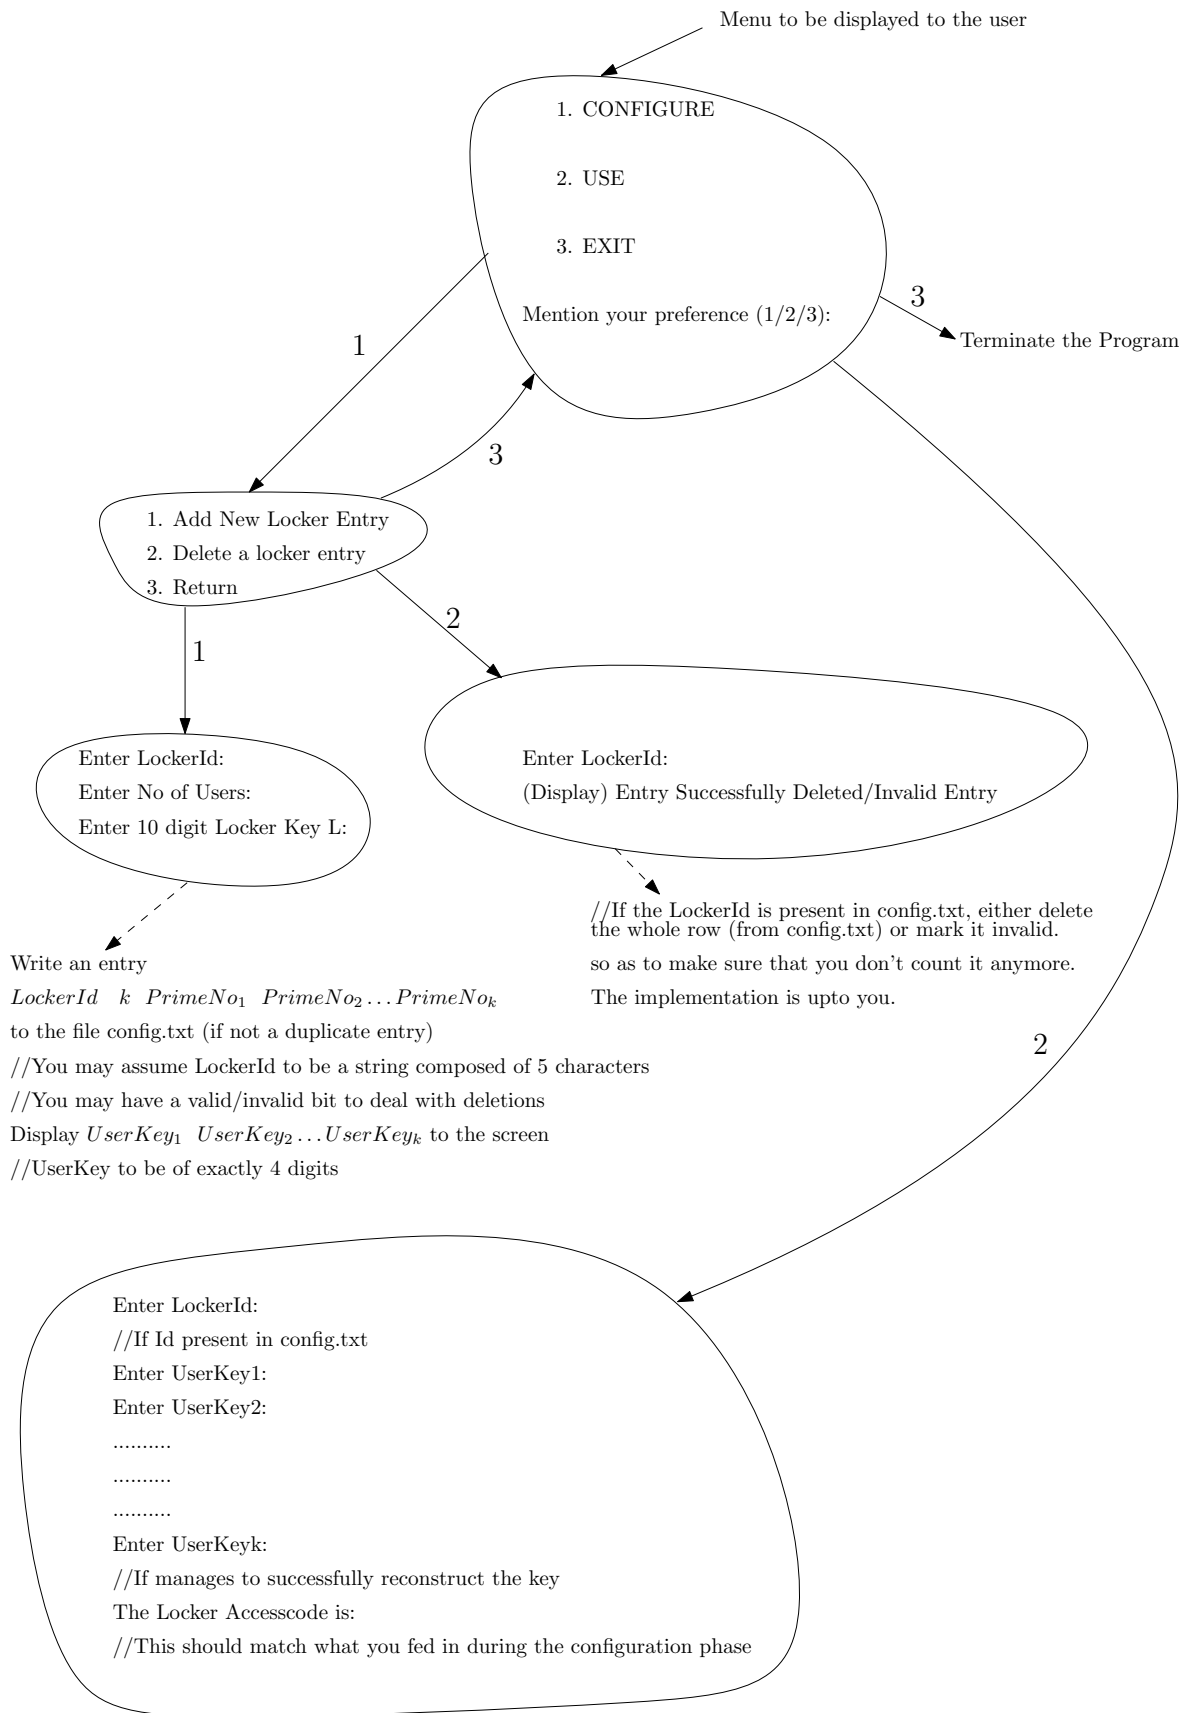 Menu to be displayed to the user
1. CONFIGURE
2. USE
3. EXIT
Mention your preference (1/2/3):
3
Terminate the Program
1
3
1. Add New Locker Entry
2. Delete a locker entry
3. Return
2
1
Enter LockerId:
Enter No of Users:
Enter 10 digit Locker Key L:
Enter LockerId:
(Display) Entry Successfully Deleted/Invalid Entry
//If the LockerId is present in config.txt, either delete
the whole row (from config.txt) or mark it invalid.
so as to make sure that you don't count it anymore.
The implementation is upto you.
Write an entry
LockerId k PrimeNo₁ PrimeNo₂...PrimeNoₖ
to the file config.txt (if not a duplicate entry)
//You may assume LockerId to be a string composed of 5 characters
//You may have a valid/invalid bit to deal with deletions
Display UserKey₁ UserKey₂...UserKeyₖ to the screen
//UserKey to be of exactly 4 digits
2
Enter LockerId:
//If Id present in config.txt
Enter UserKey1:
Enter UserKey2:
..........
..........
..........
Enter UserKeyk:
//If manages to successfully reconstruct the key
The Locker Accesscode is:
//This should match what you fed in during the configuration phase